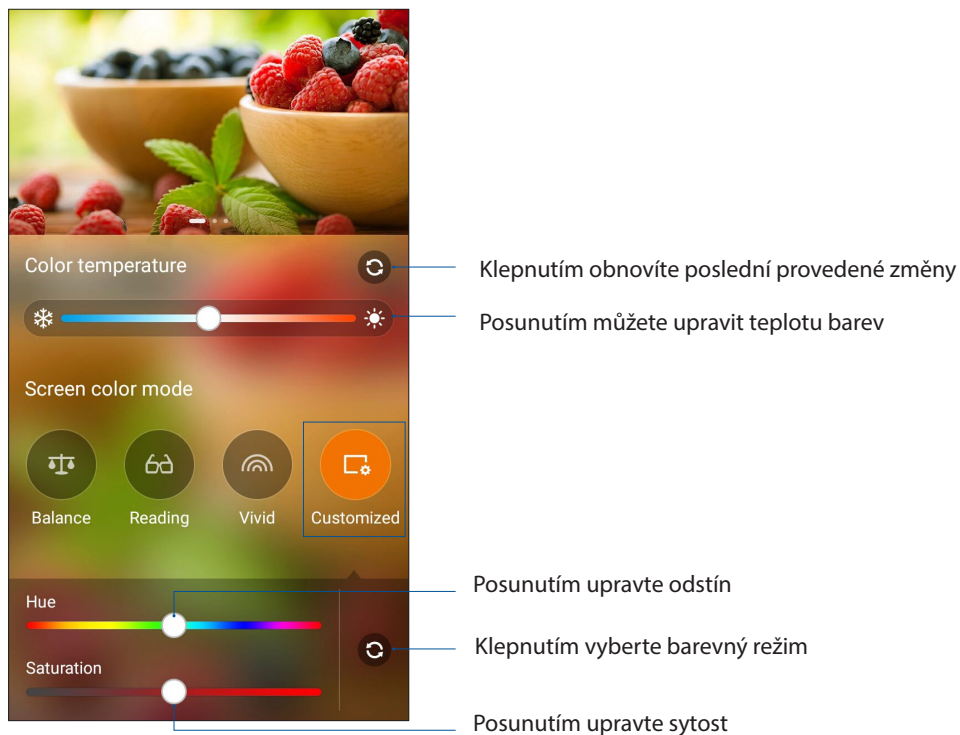 Color temperature
Klepnutím obnovíte poslední provedené změny
Posunutím můžete upravit teplotu barev
Screen color mode
Balance Reading Vivid Customized
Posunutím upravte odstín
Hue
Klepnutím vyberte barevný režim
Saturation
Posunutím upravte sytost